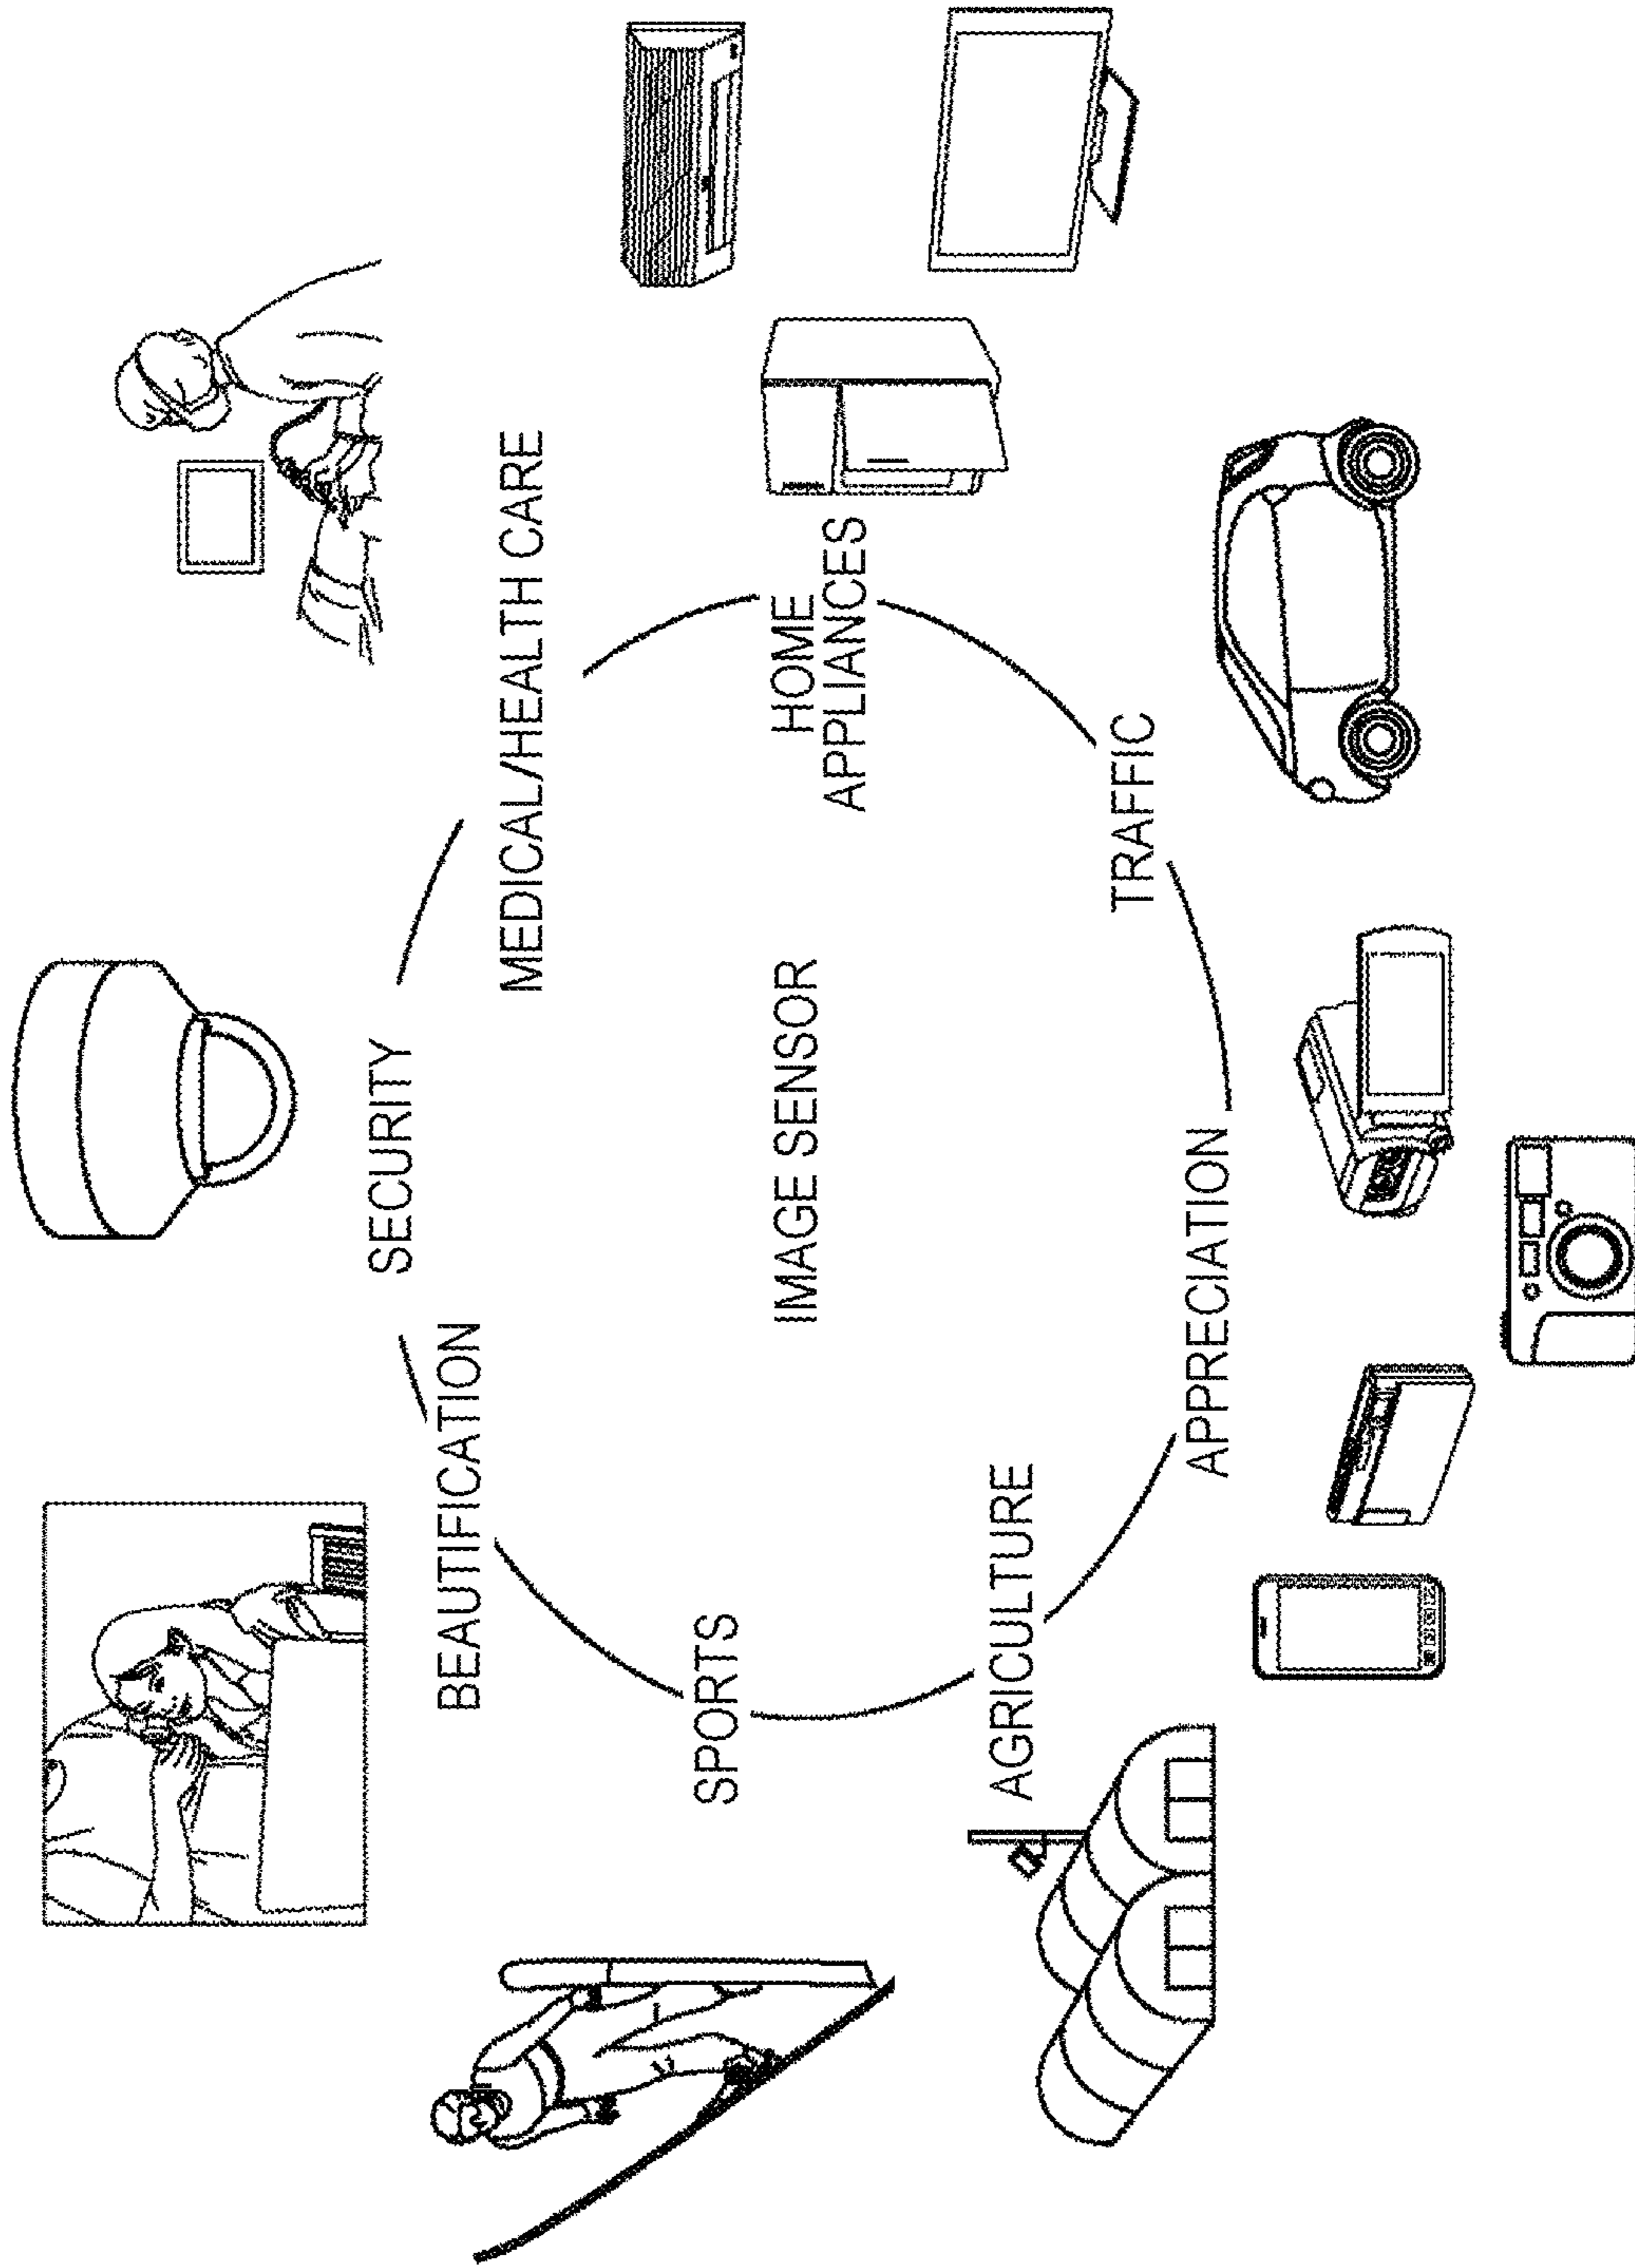 SECURITY
BEAUTIFICATION
MEDICAL/HEALTH CARE
SPORTS
IMAGE SENSOR
HOME
APPLIANCES
AGRICULTURE
TRAFFIC
APPRECIATION